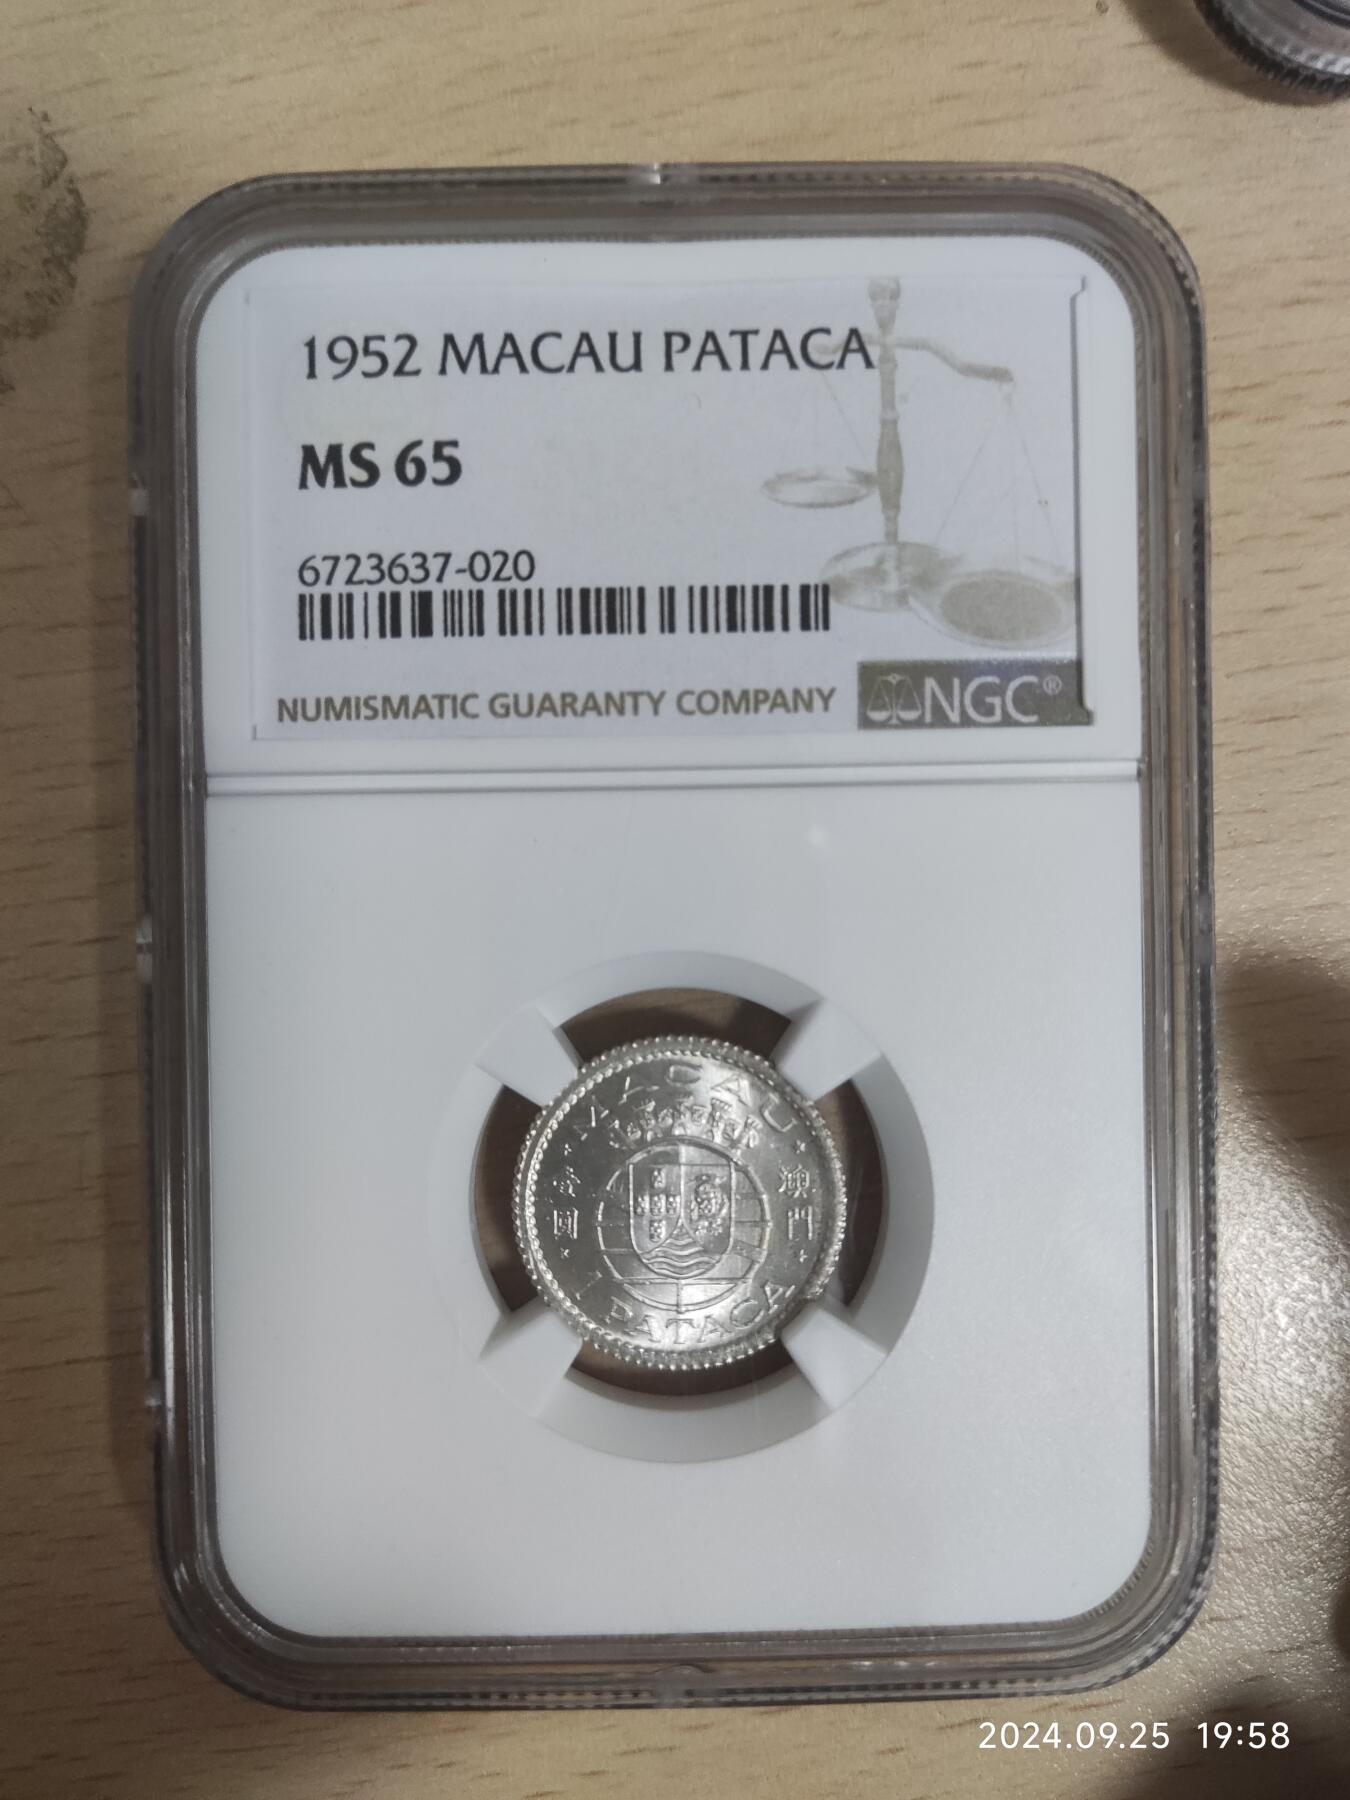 1952 MACAU PATACA
MS 65
6723637-020
NUMISMATIC GUARANTY COMPANY
NGC®
MACAU
澳門
壹圓
1 PATACA
2024.09.25 19:58